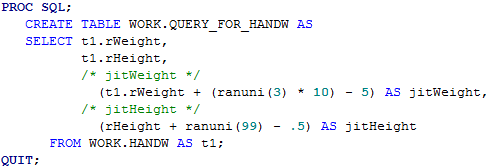 PROC SQL;
   CREATE TABLE WORK.QUERY_FOR_HANDW AS
   SELECT t1.rWeight,
          t1.rHeight,
          /* jitWeight */
            (t1.rWeight + (ranuni(3) * 10) - 5) AS jitWeight,
          /* jitHeight */
            (rHeight + ranuni(99) - .5) AS jitHeight
      FROM WORK.HANDW AS t1;
QUIT;